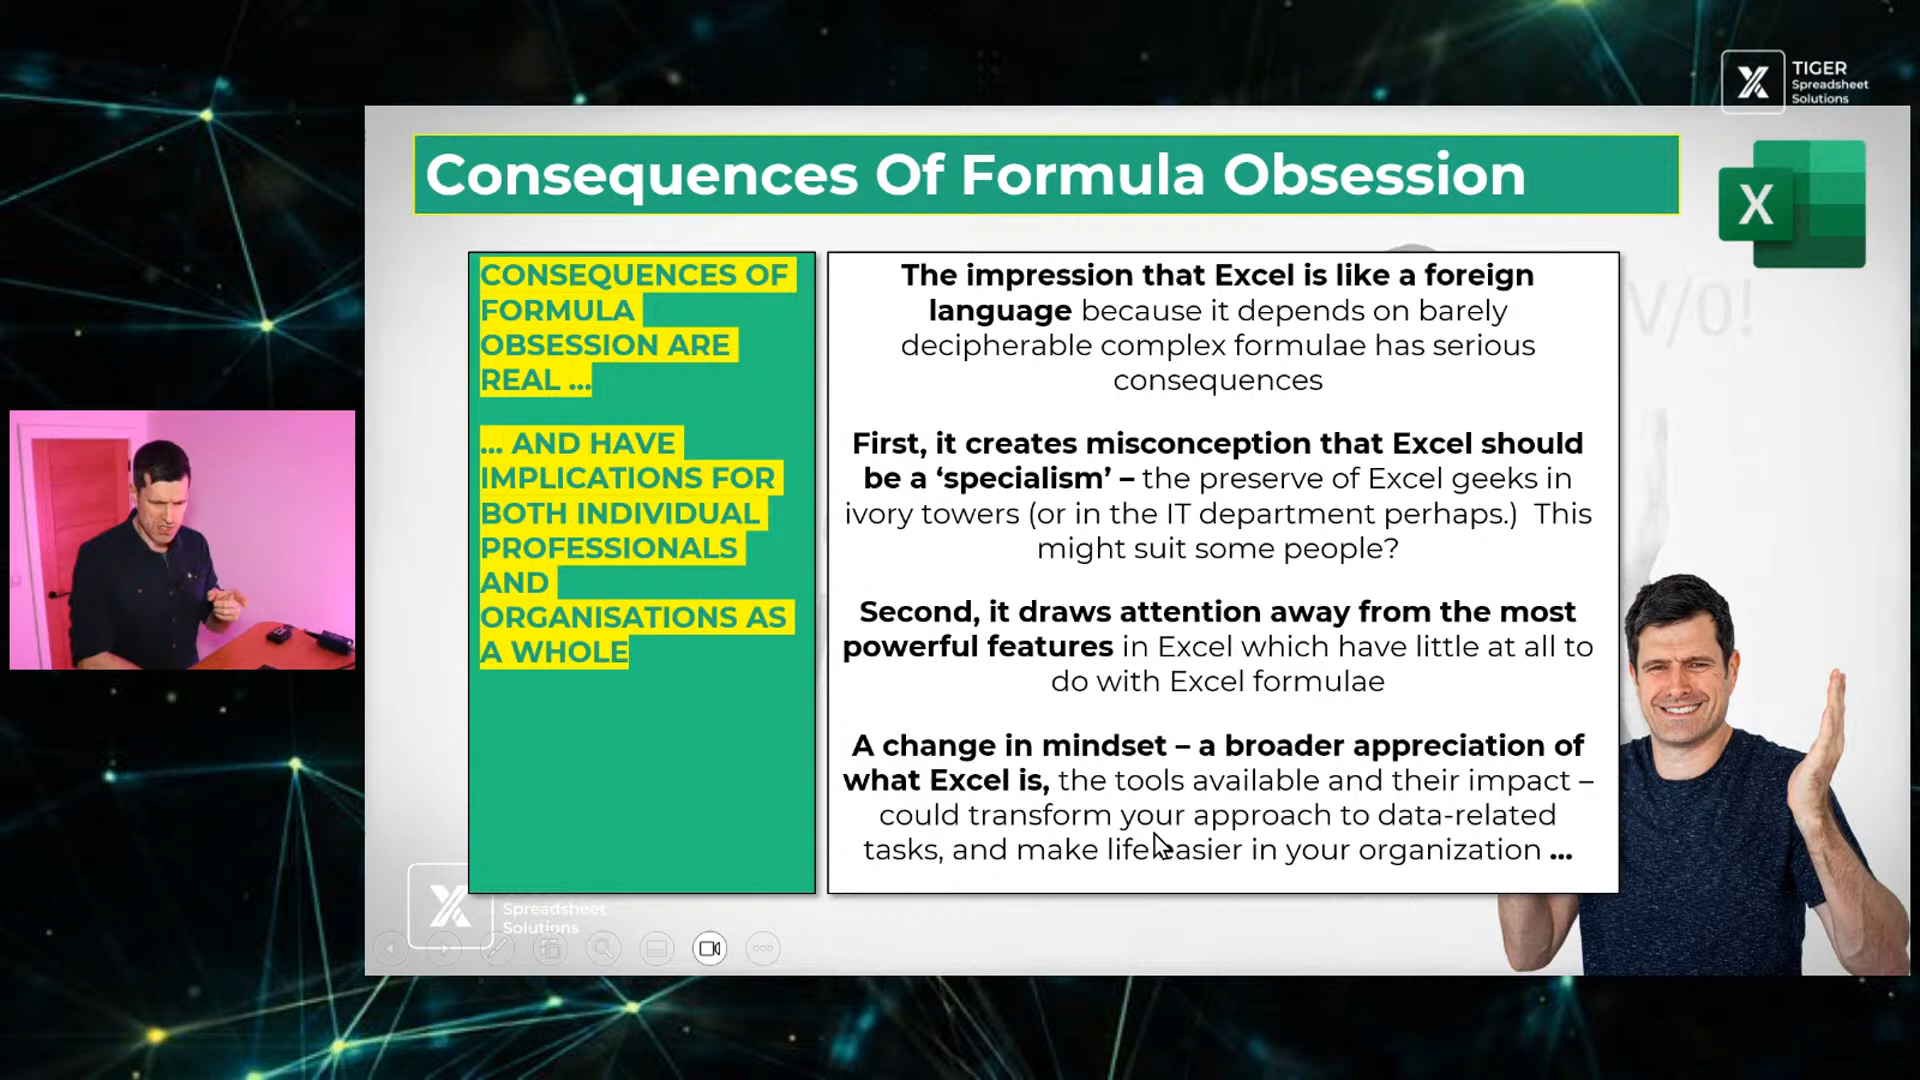 TIGER
Spreadsheet
Solutions
Consequences Of Formula Obsession
X
V/0!
CONSEQUENCES OF
FORMULA
OBSESSION ARE
REAL ...
... AND HAVE
IMPLICATIONS FOR
BOTH INDIVIDUAL
PROFESSIONALS
AND
ORGANISATIONS AS
A WHOLE
The impression that Excel is like a foreign
language because it depends on barely
decipherable complex formulae has serious
consequences
First, it creates misconception that Excel should
be a ‘specialism’ – the preserve of Excel geeks in
ivory towers (or in the IT department perhaps.)  This
might suit some people?
Second, it draws attention away from the most
powerful features in Excel which have little at all to
do with Excel formulae
A change in mindset – a broader appreciation of
what Excel is, the tools available and their impact –
could transform your approach to data-related
tasks, and make life easier in your organization ...
Spreadsheet
Solutions